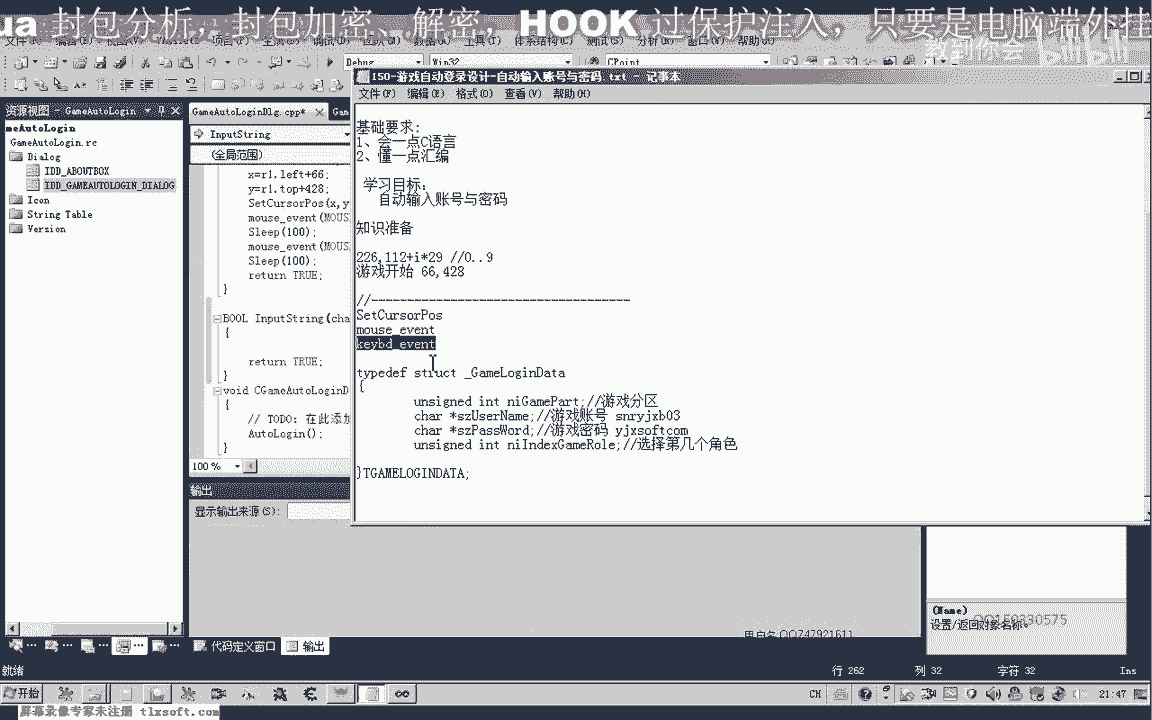 ua 封包分析，封包加密、解密，HOOK 过保护注入，只要是电脑端外挂
教到你会 bilibili
Debug
Win32
CPoint
150-游戏自动登录设计-自动输入账号与密码.txt - 记事本
文件(F) 编辑(E) 格式(O) 查看(V) 帮助(H)
资源视图 - GameAutoLogin
meAutoLogin
GameAutoLogin.rc
Dialog
IDD_ABOUTBOX
IDD_GAMEAUTOLOGIN_DIALOG
Icon
String Table
Version
GameAutoLoginDlg.cpp*
Gam
InputString
(全局范围)
x=r1.left+66;
y=r1.top+428;
SetCursorPos(x,y
mouse_event(MOUS
Sleep(100);
mouse_event(MOUS
Sleep(100);
return TRUE;
}
BOOL InputString(cha
{
return TRUE;
}
void CGameAutoLoginD
{
// TODO: 在此添加
AutoLogin();
}
100 %
基础要求:
1、会一点C语言
2、懂一点汇编
学习目标:
自动输入账号与密码
知识准备
226,112+i*29 //0..9
游戏开始 66,428
//------------------------------------
SetCursorPos
mouse_event
keybd_event
typedef struct _GameLoginData
{
unsigned int niGamePart;//游戏分区
char *szUserName;//游戏账号 snryjxb03
char *szPassWord;//游戏密码 yjxsoftcom
unsigned int niIndexGameRole;//选择第几个角色
}TGAMELOGINDATA;
输出
显示输出来源(S):
(Name)
设置/返回对象名称。
QQ150330575
用户名:QQ747921611
代码定义窗口 输出
就绪
行 262 列 32 字符 32 Ins
开始
CH
21:47
屏幕录像专家未注册 tlxsoft.com